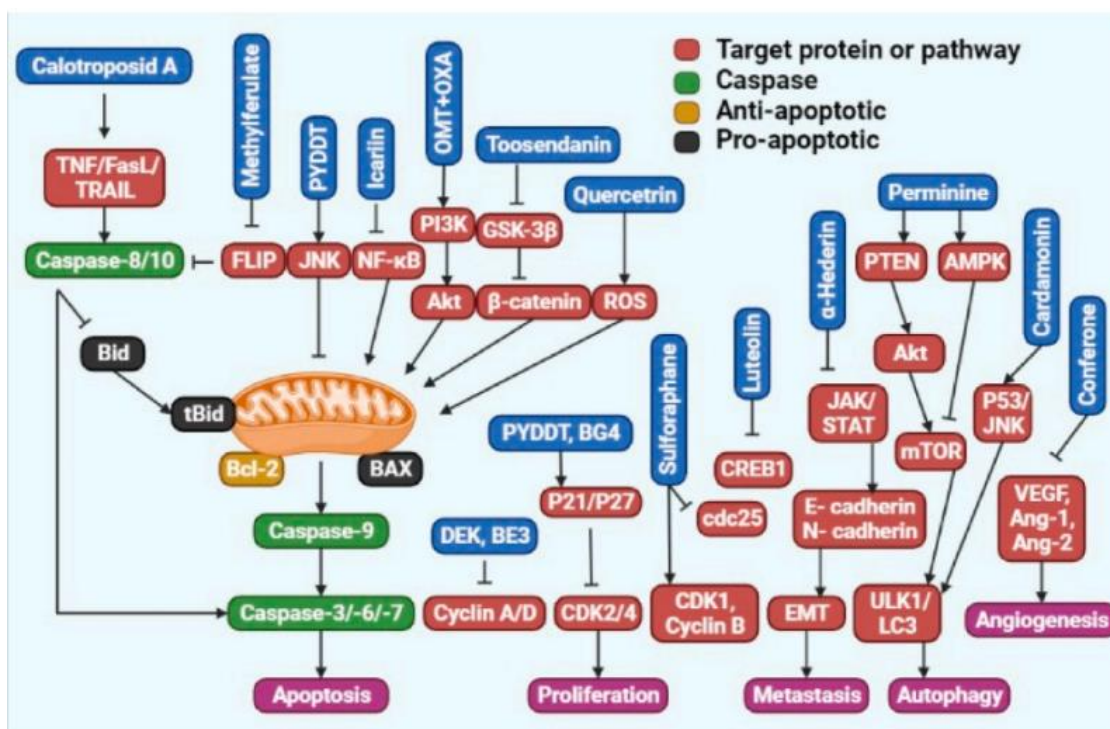 Calotroposid A
TNF/FasL/
TRAIL
Caspase-8/10
Methylferulate
PYDDT
Icariin
OMT+OXA
Toosendanin
Quercetrin
Target protein or pathway
Caspase
Anti-apoptotic
Pro-apoptotic
PI3K
GSK-3β
FLIP
JNK
NF-κB
Akt
β-catenin
ROS
Bid
tBid
Bcl-2
BAX
Caspase-9
Caspase-3/-6/-7
Apoptosis
PYDDT, BG4
P21/P27
DEK, BE3
Cyclin A/D
CDK2/4
Proliferation
Sulforaphane
Luteolin
CREB1
cdc25
CDK1,
Cyclin B
α-Hederin
JAK/
STAT
E- cadherin
N- cadherin
EMT
Metastasis
Perminine
PTEN
AMPK
Akt
mTOR
Cardamonin
P53/
JNK
ULK1/
LC3
Autophagy
Conferone
VEGF,
Ang-1,
Ang-2
Angiogenesis